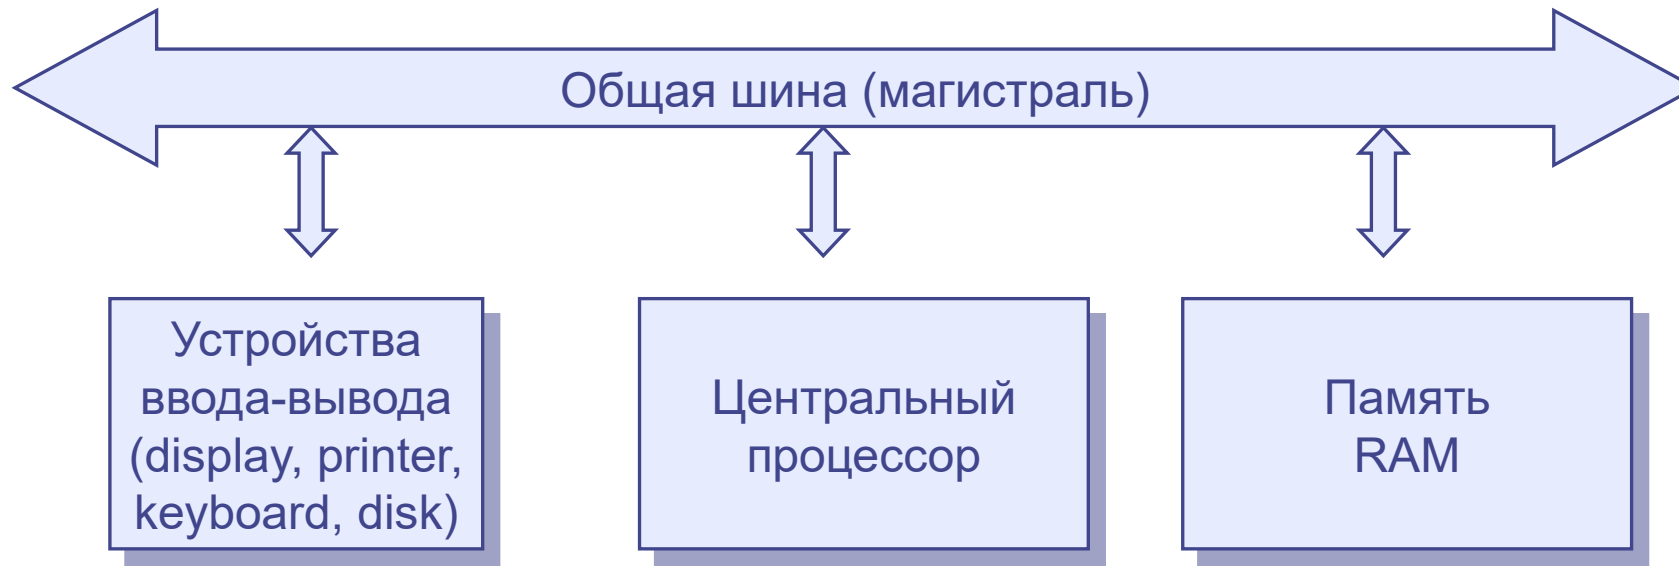 Общая шина (магистраль)
Устройства
ввода-вывода
(display, printer,
keyboard, disk)
Центральный
процессор
Память
RAM